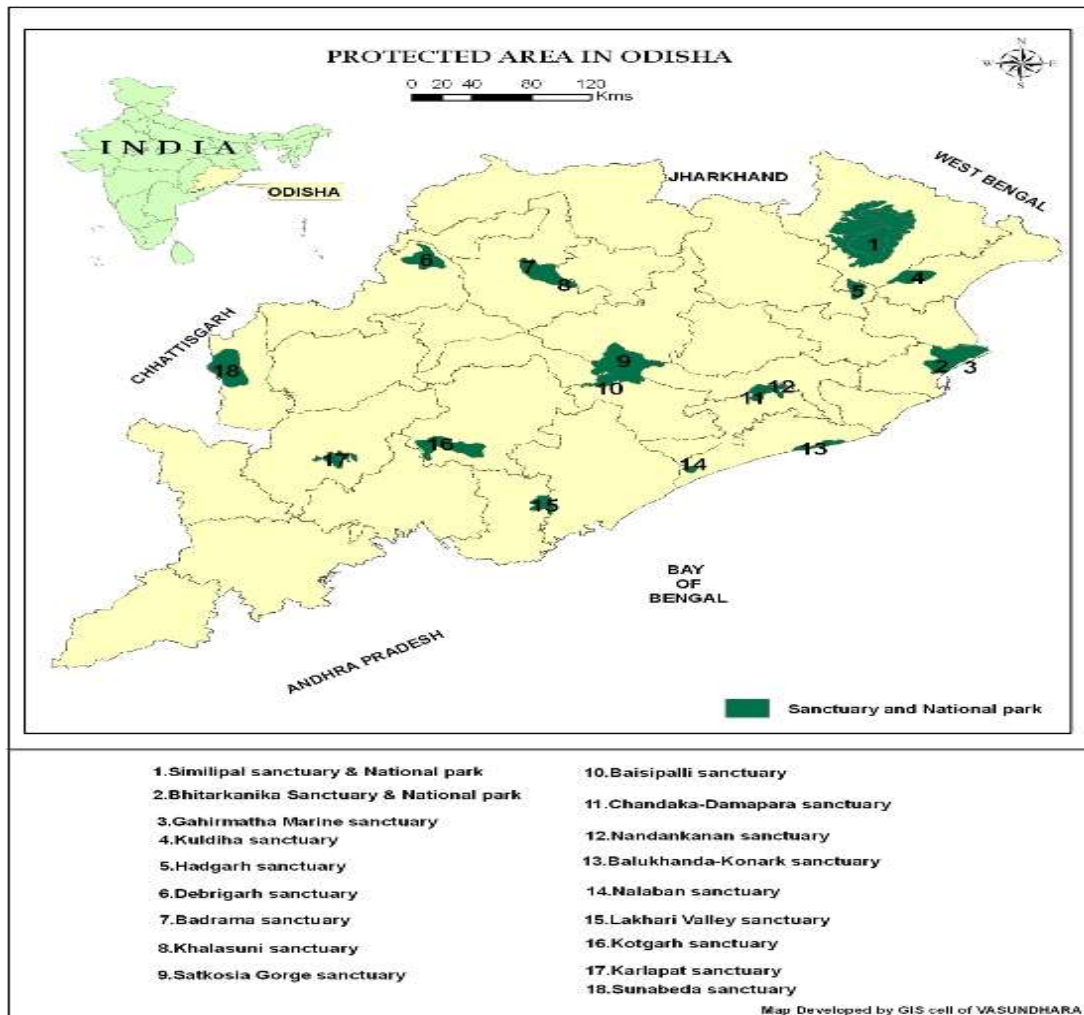 PROTECTED AREA IN ODISHA
0 20 40 80 120
Kms
N
W E
S
INDIA
ODISHA
JHARKHAND
WEST BENGAL
CHHATTISGARH
1
4
5
6
7
8
9
10
2
3
18
12
11
16
17
13
14
15
BAY
OF
BENGAL
ANDHRA PRADESH
Sanctuary and National park
1.Similipal sanctuary & National park
2.Bhitarkanika Sanctuary & National park
3.Gahirmatha Marine sanctuary
4.Kuldiha sanctuary
5.Hadgarh sanctuary
6.Debrigarh sanctuary
7.Badrama sanctuary
8.Khalasuni sanctuary
9.Satkosia Gorge sanctuary
10.Baisipalli sanctuary
11.Chandaka-Damapara sanctuary
12.Nandankanan sanctuary
13.Balukhanda-Konark sanctuary
14.Nalaban sanctuary
15.Lakhari Valley sanctuary
16.Kotgarh sanctuary
17.Karlapat sanctuary
18.Sunabeda sanctuary
Map Developed by GIS cell of VASUNDHARA